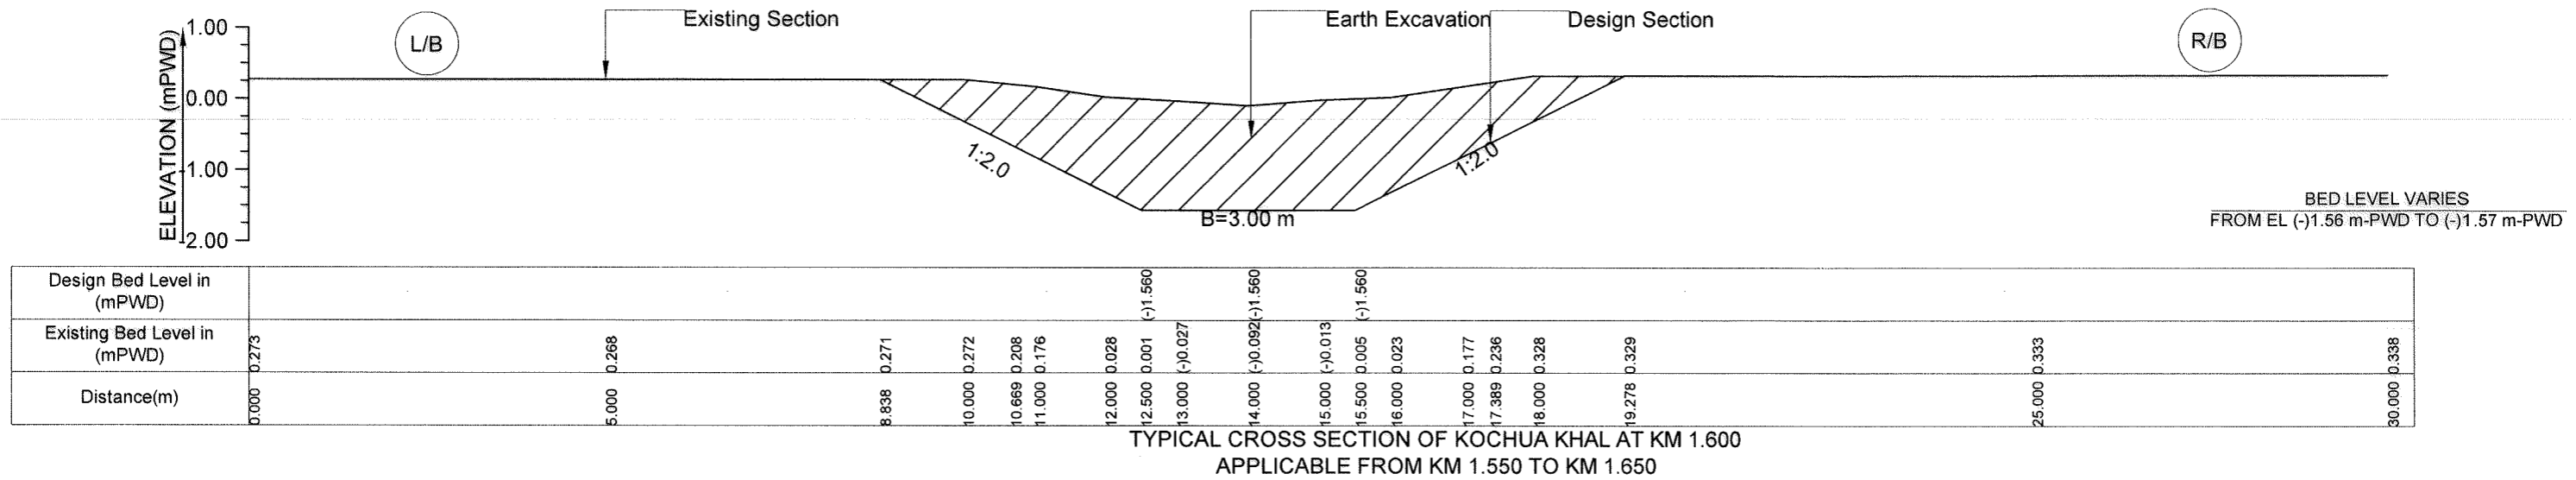 1.00
0.00
-1.00
-2.00
ELEVATION (mPWD)
L/B
Existing Section
Earth Excavation
Design Section
R/B
1:2.0
1:2.0
B=3.00 m
BED LEVEL VARIES
FROM EL (-)1.56 m-PWD TO (-)1.57 m-PWD
Design Bed Level in
(mPWD)
(-)1.560 (-)1.560 (-)1.560
Existing Bed Level in
(mPWD)
0.273 0.268 0.271 0.272 0.208 0.176 0.028 0.001 (-)0.027 (-)0.092 (-)0.013 0.005 0.023 0.177 0.236 0.328 0.329 0.333 0.338
Distance(m)
0.000 5.000 8.838 10.000 10.669 11.000 12.000 12.500 13.000 14.000 15.000 15.500 16.000 17.000 17.389 18.000 19.278 25.000 30.000
TYPICAL CROSS SECTION OF KOCHUA KHAL AT KM 1.600
APPLICABLE FROM KM 1.550 TO KM 1.650